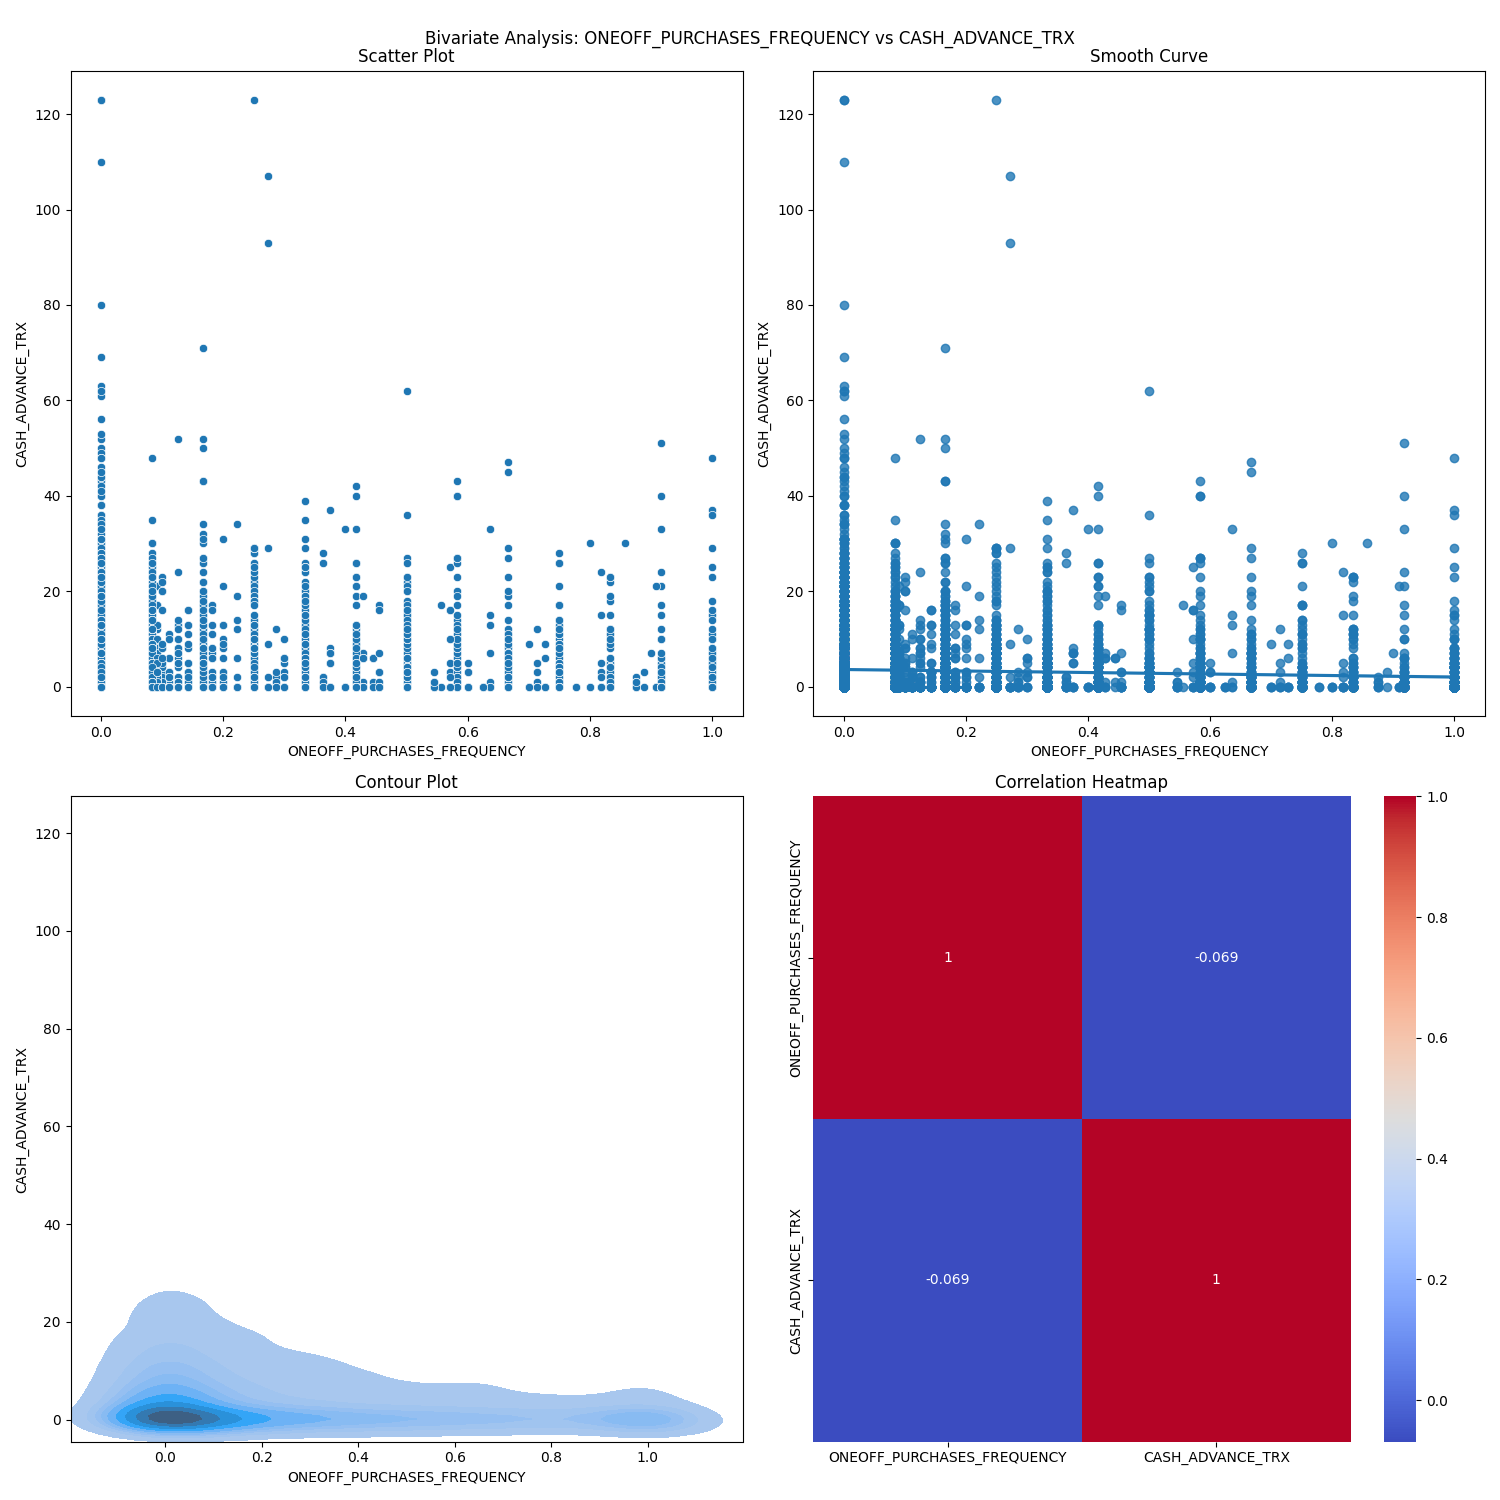 Bivariate Analysis: ONEOFF_PURCHASES_FREQUENCY vs CASH_ADVANCE_TRX
Scatter Plot
120
100
80
60
40
20
0
CASH_ADVANCE_TRX
0.0 0.2 0.4 0.6 0.8 1.0
ONEOFF_PURCHASES_FREQUENCY
Smooth Curve
120
100
80
60
40
20
0
CASH_ADVANCE_TRX
0.0 0.2 0.4 0.6 0.8 1.0
ONEOFF_PURCHASES_FREQUENCY
Contour Plot
120
100
80
60
40
20
0
CASH_ADVANCE_TRX
0.0 0.2 0.4 0.6 0.8 1.0
ONEOFF_PURCHASES_FREQUENCY
Correlation Heatmap
ONEOFF_PURCHASES_FREQUENCY
CASH_ADVANCE_TRX
1 -0.069
-0.069 1
ONEOFF_PURCHASES_FREQUENCY CASH_ADVANCE_TRX
1.0
0.8
0.6
0.4
0.2
0.0